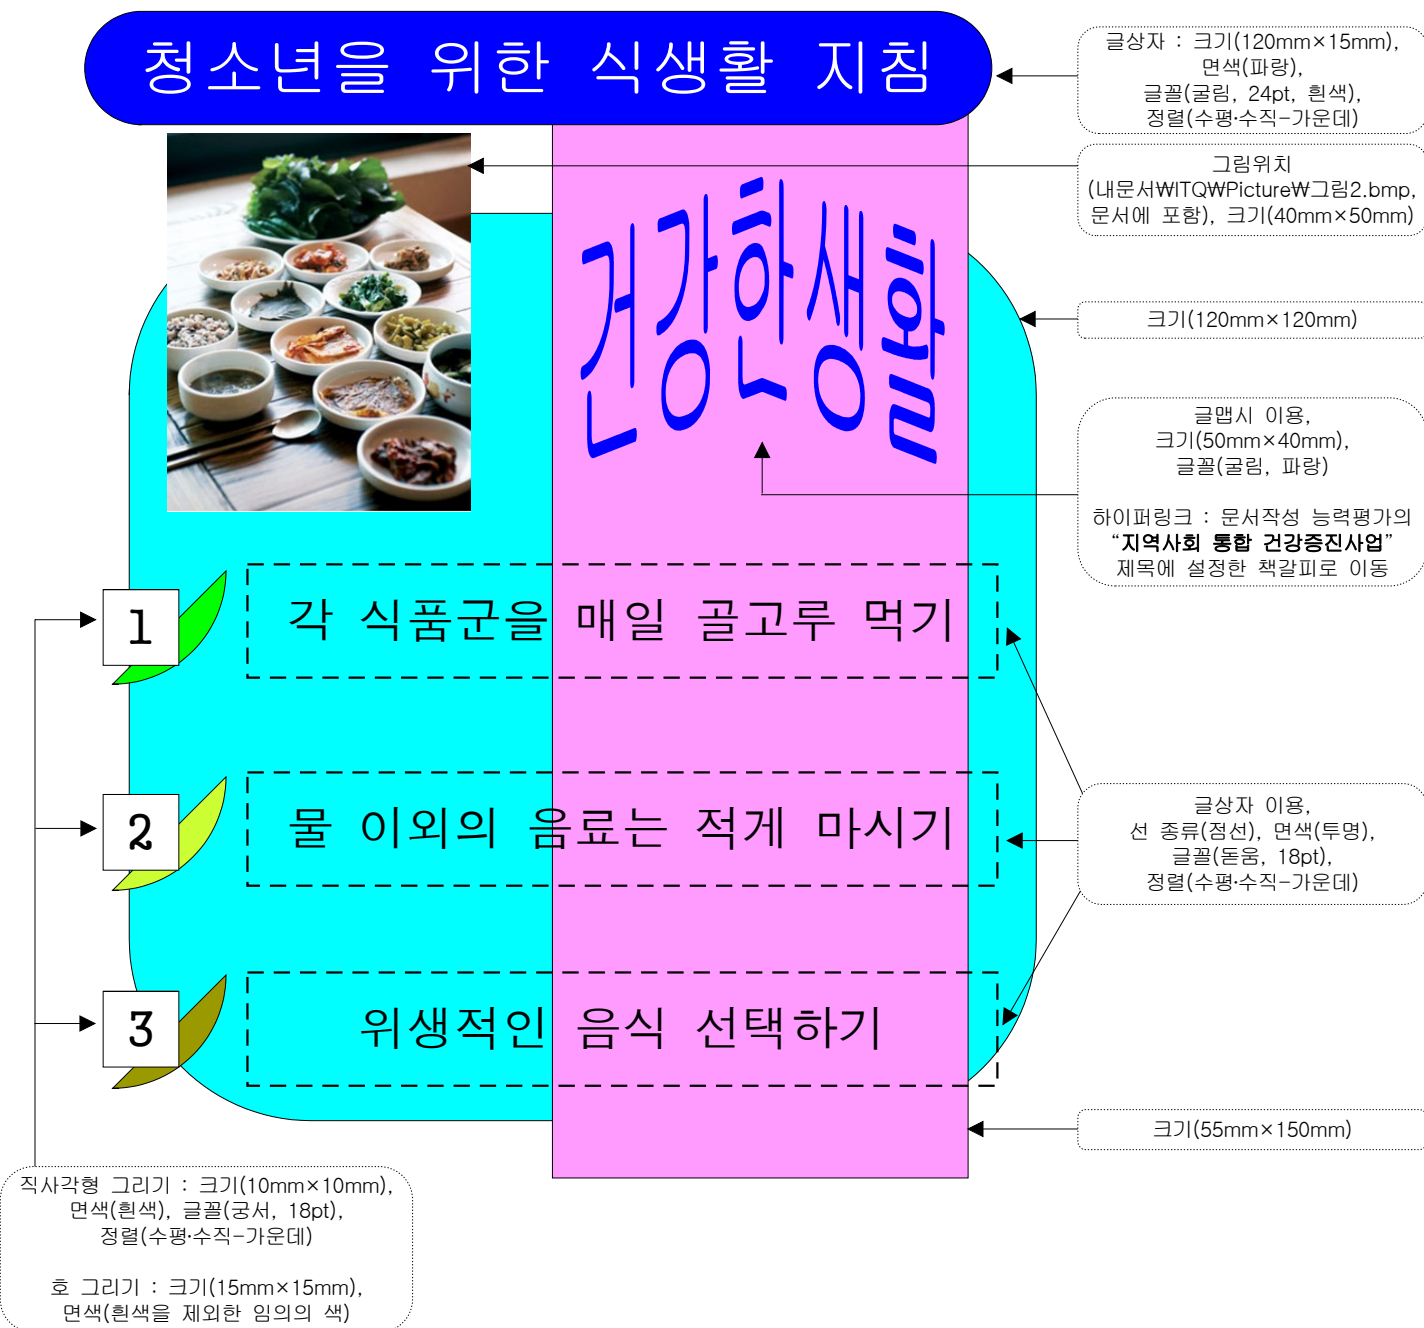 청소년을 위한 식생활 지침
글상자 : 크기(120mm×15mm),
면색(파랑),
글꼴(굴림, 24pt, 흰색),
정렬(수평·수직-가운데)
그림위치
(내문서₩ITQ₩Picture₩그림2.bmp,
문서에 포함), 크기(40mm×50mm)
건강한생활
크기(120mm×120mm)
글맵시 이용,
크기(50mm×40mm),
글꼴(굴림, 파랑)
하이퍼링크 : 문서작성 능력평가의
“지역사회 통합 건강증진사업”
제목에 설정한 책갈피로 이동
1 각 식품군을 매일 골고루 먹기
2 물 이외의 음료는 적게 마시기
글상자 이용,
선 종류(점선), 면색(투명),
글꼴(돋움, 18pt),
정렬(수평·수직-가운데)
3 위생적인 음식 선택하기
크기(55mm×150mm)
직사각형 그리기 : 크기(10mm×10mm),
면색(흰색), 글꼴(궁서, 18pt),
정렬(수평·수직-가운데)
호 그리기 : 크기(15mm×15mm),
면색(흰색을 제외한 임의의 색)